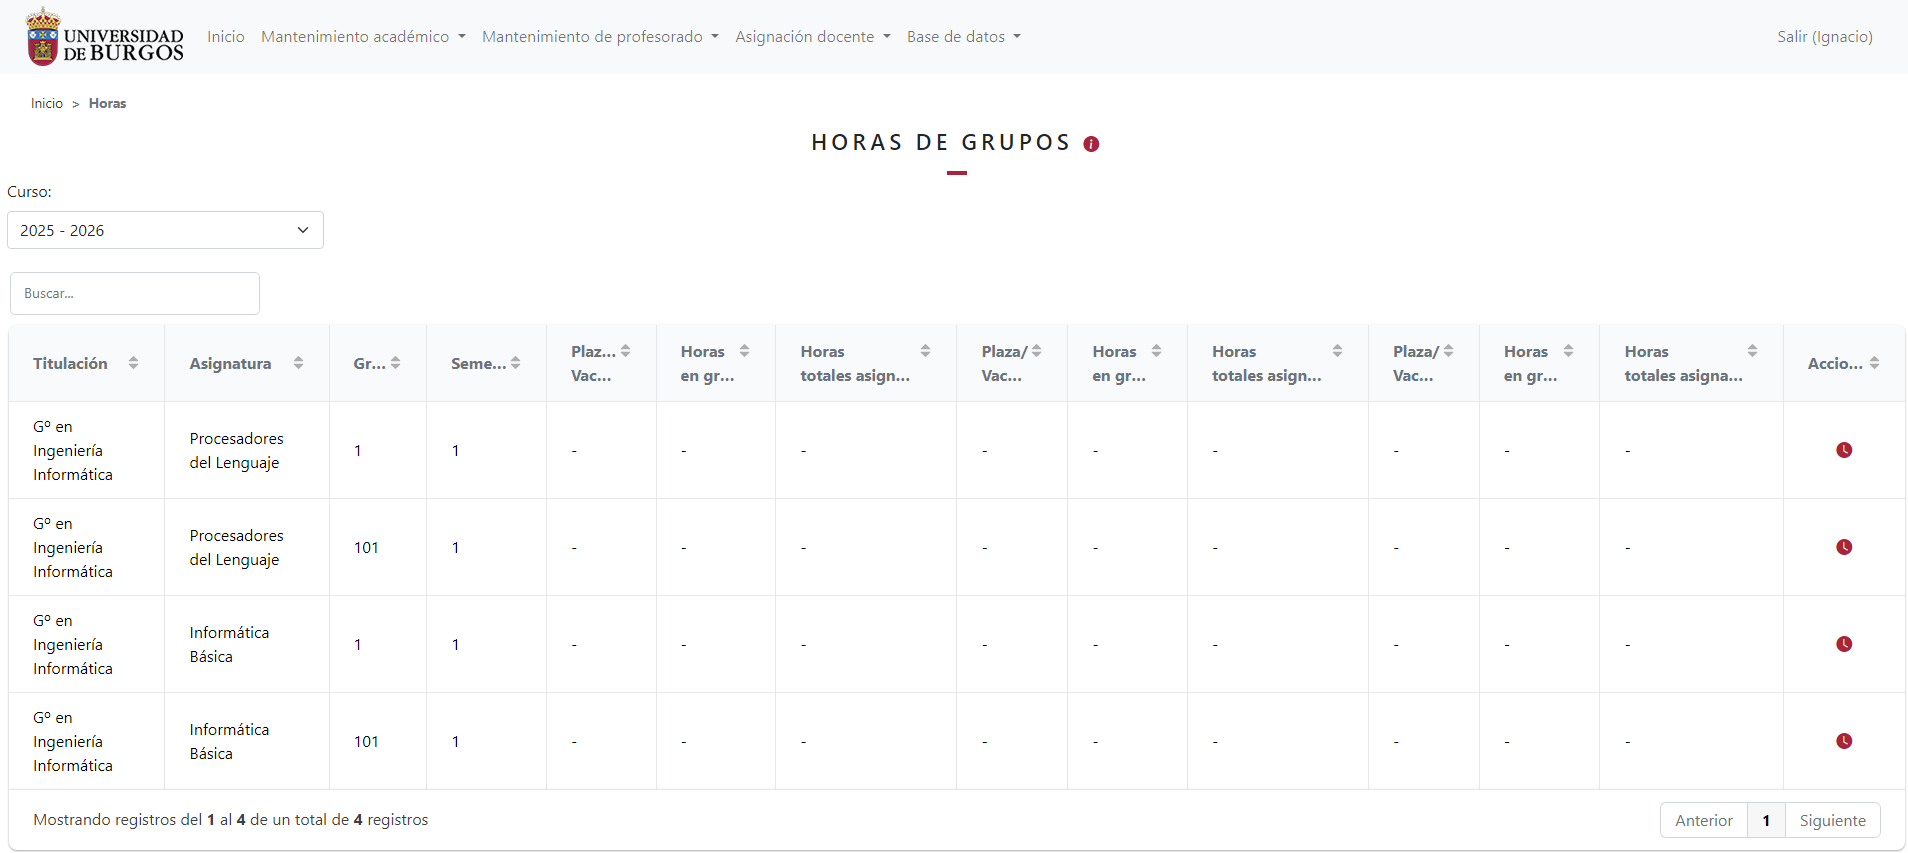 UNIVERSIDAD
DE BURGOS
Inicio Mantenimiento académico Mantenimiento de profesorado Asignación docente Base de datos Salir (Ignacio)
Inicio > Horas
HORAS DE GRUPOS i
Curso:
2025 - 2026
Buscar...
Titulación Asignatura Gr... Seme... Plaz... Vac... Horas en gr... Horas totales asign... Plaza/ Vac... Horas en gr... Horas totales asign... Plaza/ Vac... Horas en gr... Horas totales asigna... Accio...
Gº en Ingeniería Informática Procesadores del Lenguaje 1 1 - - - - - - - - -
Gº en Ingeniería Informática Procesadores del Lenguaje 101 1 - - - - - - - - -
Gº en Ingeniería Informática Informática Básica 1 1 - - - - - - - - -
Gº en Ingeniería Informática Informática Básica 101 1 - - - - - - - - -
Mostrando registros del 1 al 4 de un total de 4 registros Anterior 1 Siguiente